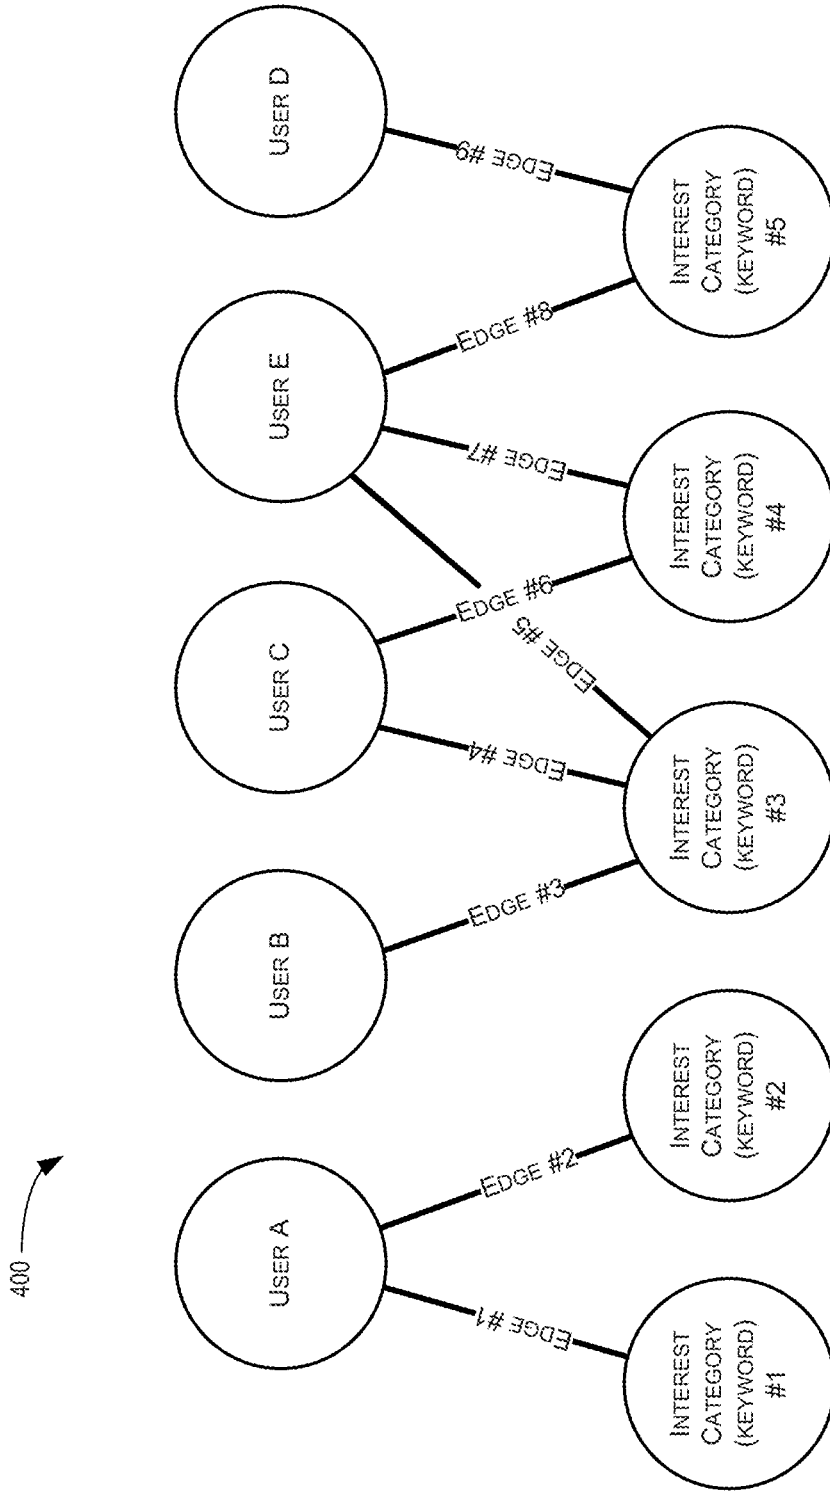 400
USER A
USER B
USER C
USER E
USER D
EDGE #1
EDGE #2
EDGE #3
EDGE #4
EDGE #5
EDGE #6
EDGE #7
EDGE #8
EDGE #9
INTEREST
CATEGORY
(KEYWORD)
#1
INTEREST
CATEGORY
(KEYWORD)
#2
INTEREST
CATEGORY
(KEYWORD)
#3
INTEREST
CATEGORY
(KEYWORD)
#4
INTEREST
CATEGORY
(KEYWORD)
#5